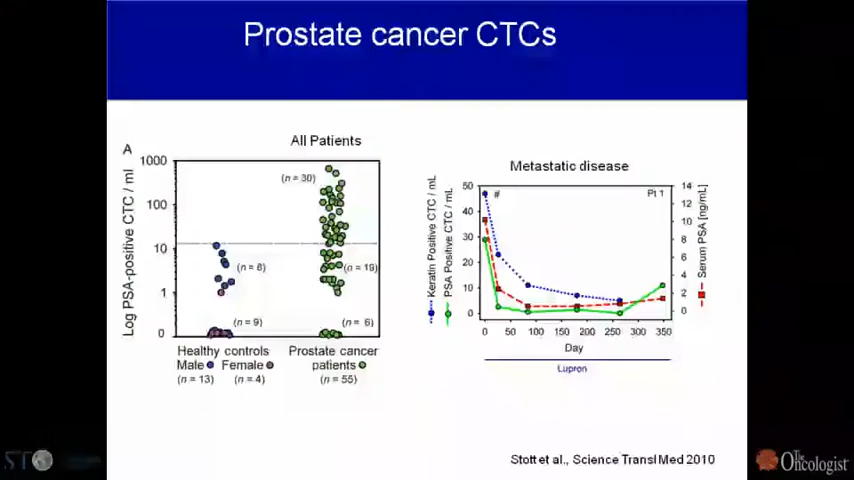 Prostate cancer CTCs
A
All Patients
Log PSA-positive CTC / ml
1000
100
10
1
0
(n = 30)
(n = 8)
(n = 19)
(n = 9)
(n = 6)
Healthy controls
Male
Female
(n = 13)
(n = 4)
Prostate cancer
patients
(n = 55)
Metastatic disease
Keratin Positive CTC / mL
PSA Positive CTC / mL
50
40
30
20
10
0
#
Pt 1
14
12
10
8
6
4
2
0
Serum PSA [ng/mL]
0
50
100
150
200
250
300
350
Day
Lupron
Stott et al., Science Transl Med 2010
STO
The
Oncologist